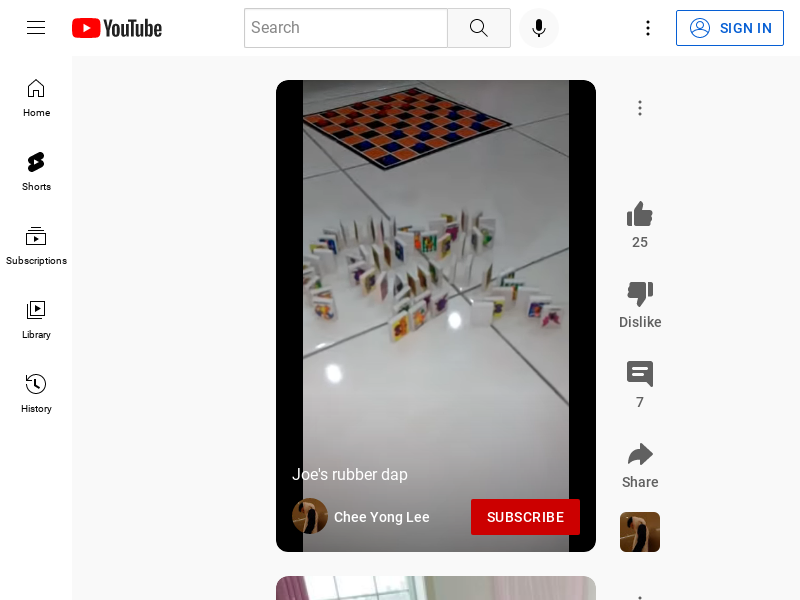 YouTube
Search
SIGN IN
Home
Shorts
Subscriptions
Library
History
25
Dislike
7
Share
Joe's rubber dap
Chee Yong Lee
SUBSCRIBE